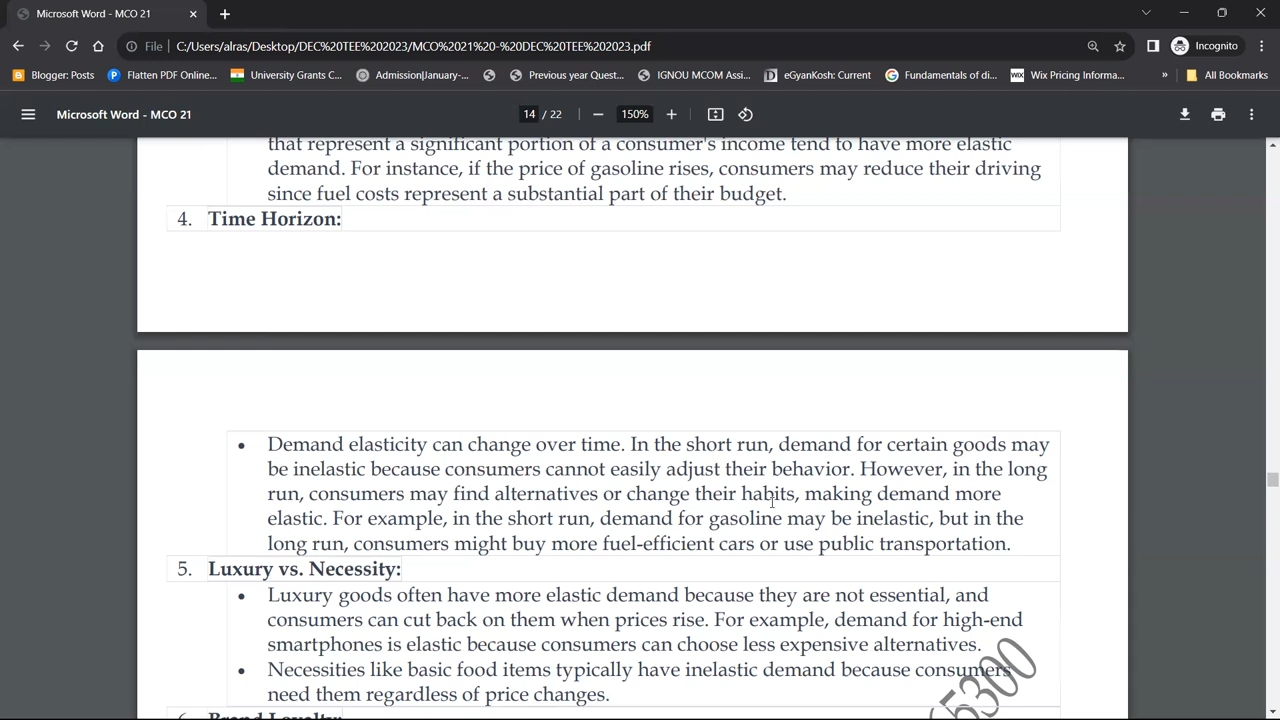 Microsoft Word - MCO 21
File
C:/Users/alras/Desktop/DEC%20TEE%202023/MCO%2021%20-%20DEC%20TEE%202023.pdf
Incognito
Blogger: Posts
Flatten PDF Online...
University Grants C...
Admission|January-...
Previous year Quest...
IGNOU MCOM Assi...
eGyanKosh: Current
Fundamentals of di...
WIX
Wix Pricing Informa...
»
All Bookmarks
Microsoft Word - MCO 21
14 / 22
150%
that represent a significant portion of a consumer's income tend to have more elastic
demand. For instance, if the price of gasoline rises, consumers may reduce their driving
since fuel costs represent a substantial part of their budget.
4. Time Horizon:
• Demand elasticity can change over time. In the short run, demand for certain goods may
be inelastic because consumers cannot easily adjust their behavior. However, in the long
run, consumers may find alternatives or change their habits, making demand more
elastic. For example, in the short run, demand for gasoline may be inelastic, but in the
long run, consumers might buy more fuel-efficient cars or use public transportation.
5. Luxury vs. Necessity:
• Luxury goods often have more elastic demand because they are not essential, and
consumers can cut back on them when prices rise. For example, demand for high-end
smartphones is elastic because consumers can choose less expensive alternatives.
• Necessities like basic food items typically have inelastic demand because consumers
need them regardless of price changes.
6. Brand Loyalty: